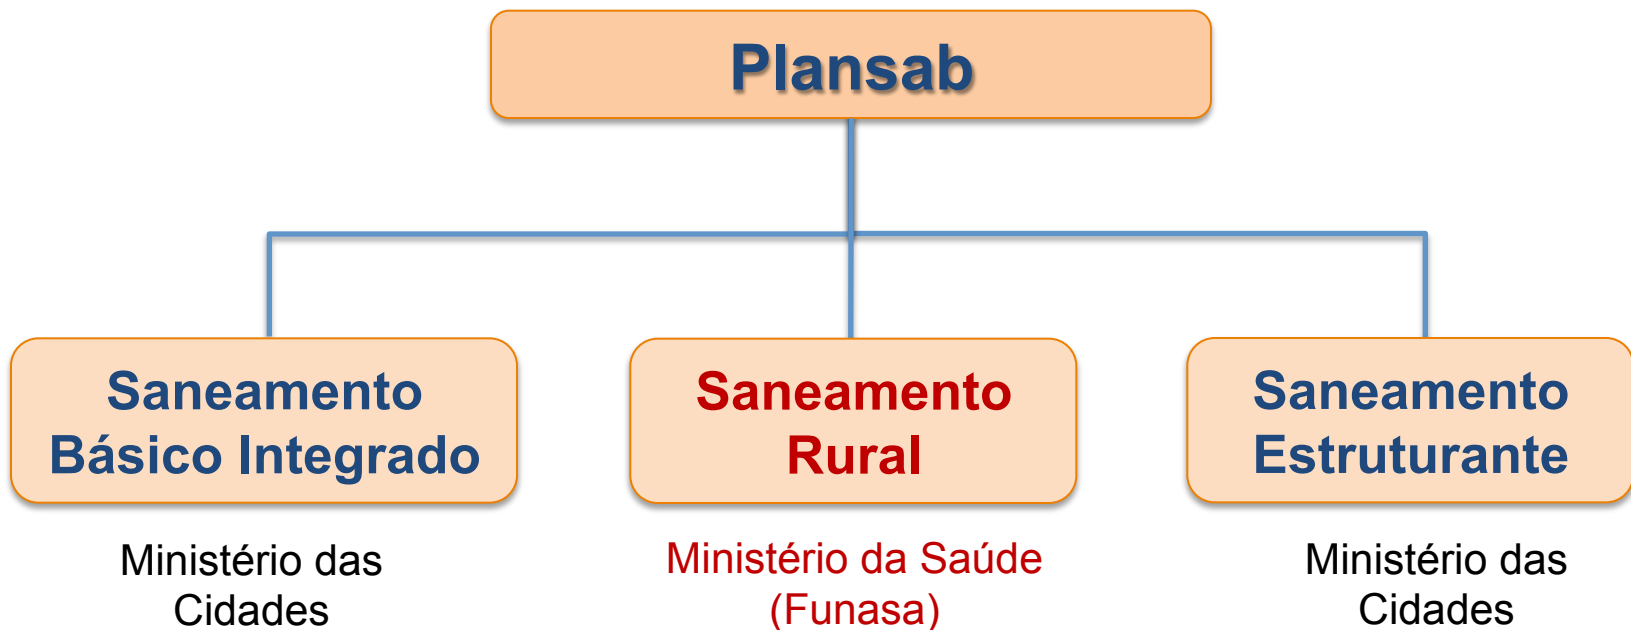 Plansab
Saneamento
Básico Integrado
Saneamento
Rural
Saneamento
Estruturante
Ministério das
Cidades
Ministério da Saúde
(Funasa)
Ministério das
Cidades